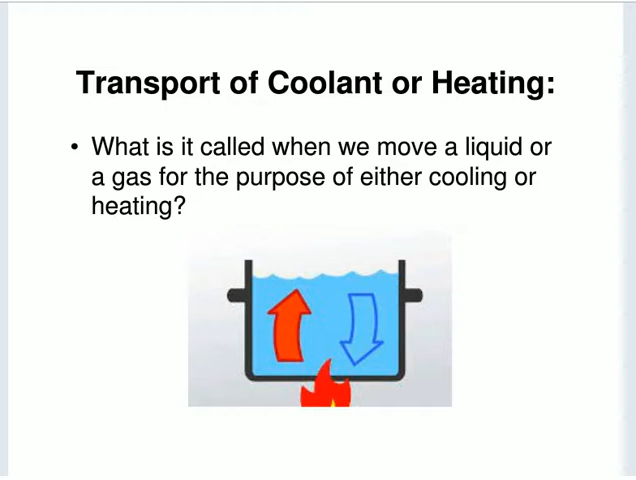 Transport of Coolant or Heating:
• What is it called when we move a liquid or
a gas for the purpose of either cooling or
heating?